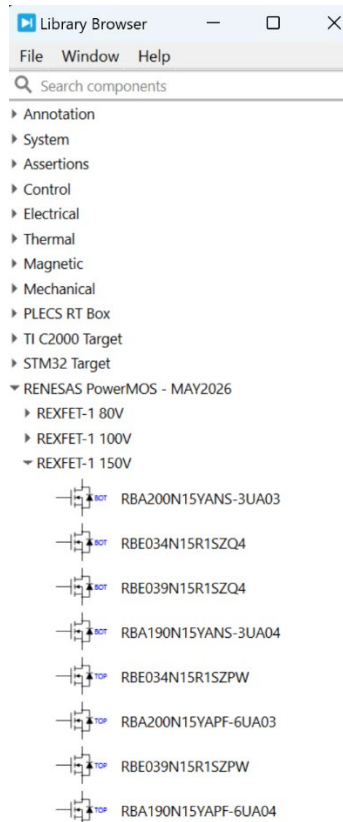 Library Browser
File Window Help
Search components
Annotation
System
Assertions
Control
Electrical
Thermal
Magnetic
Mechanical
PLECS RT Box
TI C2000 Target
STM32 Target
RENESAS PowerMOS - MAY2026
REXFET-1 80V
REXFET-1 100V
REXFET-1 150V
BOT RBA200N15YANS-3UA03
BOT RBE034N15R1SZQ4
BOT RBE039N15R1SZQ4
BOT RBA190N15YANS-3UA04
TOP RBE034N15R1SZPW
TOP RBA200N15YAPF-6UA03
TOP RBE039N15R1SZPW
TOP RBA190N15YAPF-6UA04